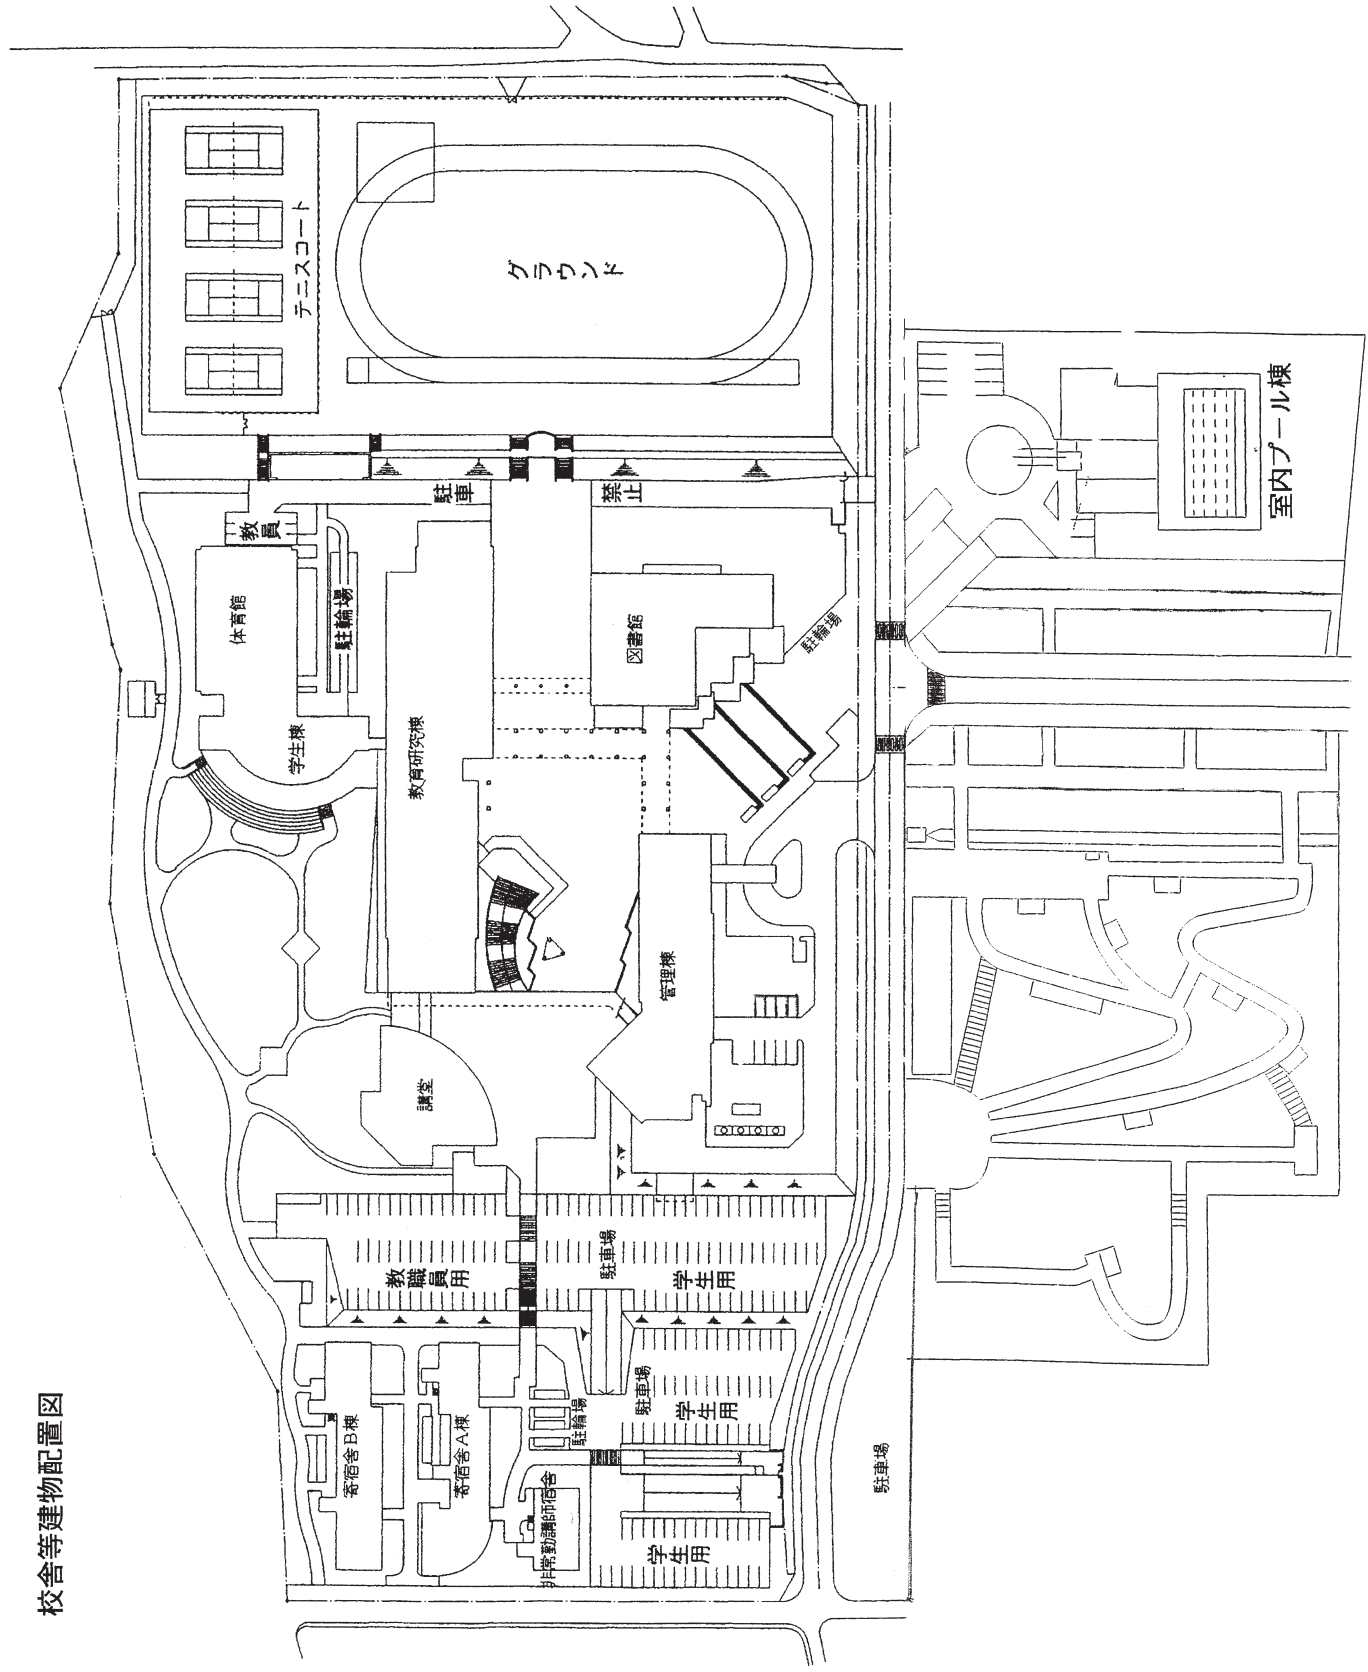 校舎等建物配置図
テニスコート
グラウンド
駐車
禁止
教員
体育館
駐輪場
学生棟
教育研究棟
図書館
駐輪場
室内プール棟
管理棟
講堂
教職員用
駐車場
学生用
駐車場
学生用
駐輪場
寄宿舎B棟
寄宿舎A棟
非常勤講師宿舎
学生用
駐車場